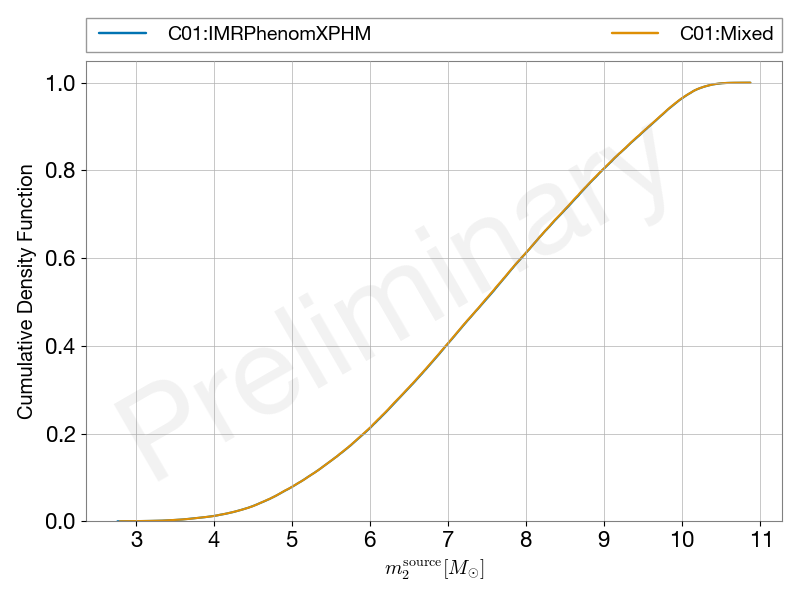 C01:IMRPhenomXPHM C01:Mixed
1.0
0.8
0.6
0.4
0.2
0.0
Cumulative Density Function
Preliminary
3 4 5 6 7 8 9 10 11
m₂^source [M⊙]